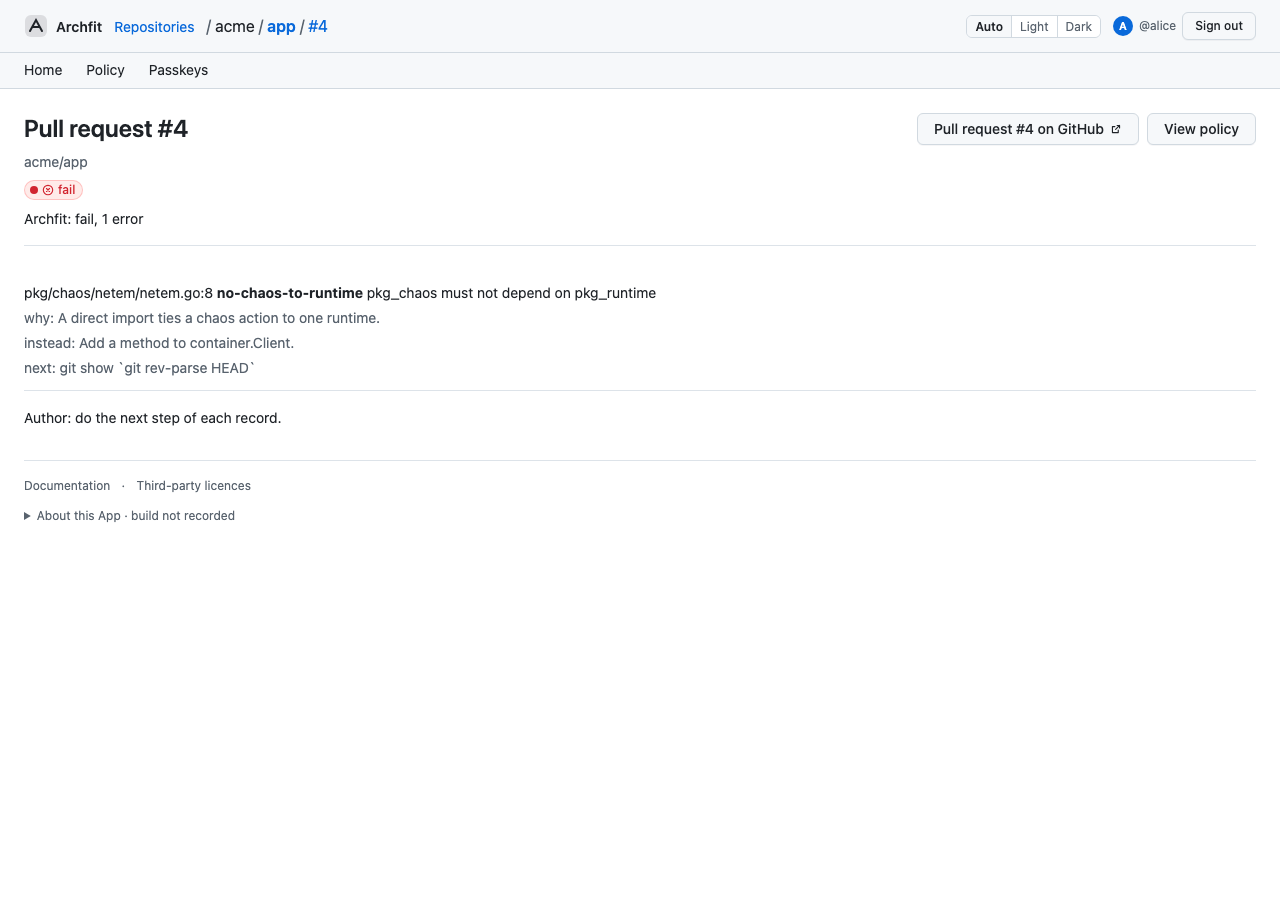 Archfit Repositories / acme / app / #4 Auto Light Dark A @alice Sign out
Home Policy Passkeys
Pull request #4 Pull request #4 on GitHub View policy
acme/app
fail
Archfit: fail, 1 error
pkg/chaos/netem/netem.go:8 no-chaos-to-runtime pkg_chaos must not depend on pkg_runtime
why: A direct import ties a chaos action to one runtime.
instead: Add a method to container.Client.
next: git show `git rev-parse HEAD`
Author: do the next step of each record.
Documentation · Third-party licences
About this App · build not recorded